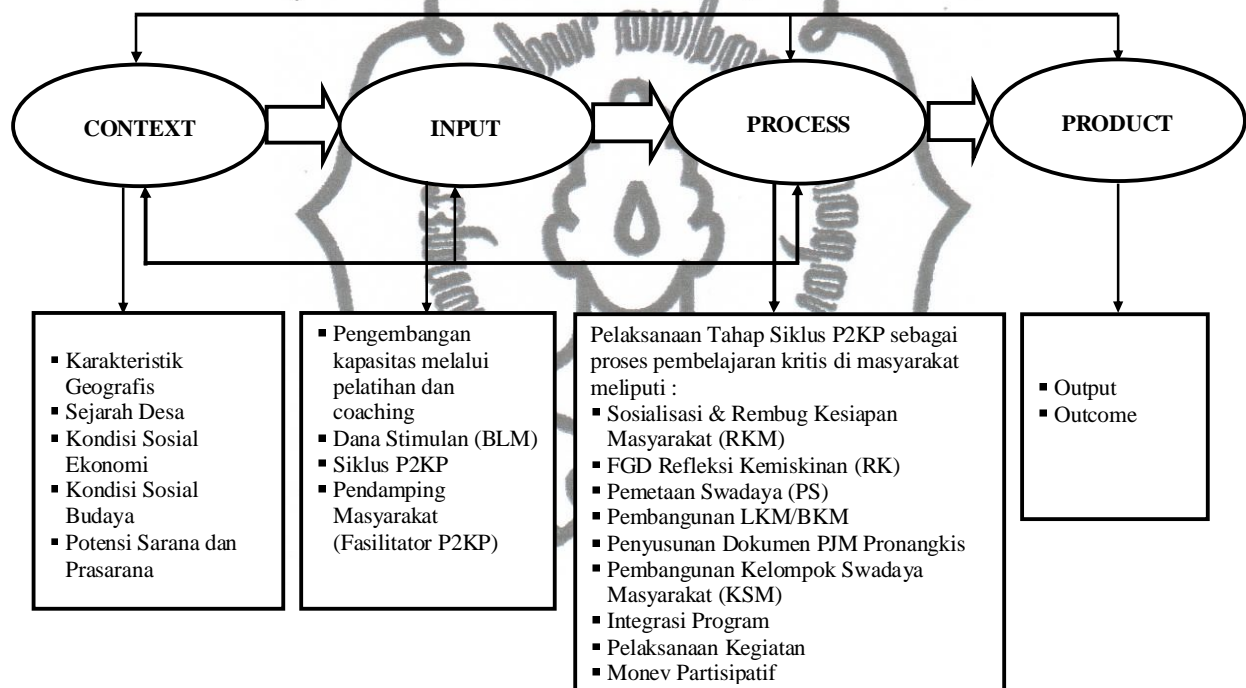 CONTEXT
INPUT
PROCESS
PRODUCT
▪ Karakteristik
Geografis
▪ Sejarah Desa
▪ Kondisi Sosial
Ekonomi
▪ Kondisi Sosial
Budaya
▪ Potensi Sarana dan
Prasarana
▪ Pengembangan
kapasitas melalui
pelatihan dan
coaching
▪ Dana Stimulan (BLM)
▪ Siklus P2KP
▪ Pendamping
Masyarakat
(Fasilitator P2KP)
Pelaksanaan Tahap Siklus P2KP sebagai
proses pembelajaran kritis di masyarakat
meliputi :
▪ Sosialisasi & Rembug Kesiapan
Masyarakat (RKM)
▪ FGD Refleksi Kemiskinan (RK)
▪ Pemetaan Swadaya (PS)
▪ Pembangunan LKM/BKM
▪ Penyusunan Dokumen PJM Pronangkis
▪ Pembangunan Kelompok Swadaya
Masyarakat (KSM)
▪ Integrasi Program
▪ Pelaksanaan Kegiatan
▪ Monev Partisipatif
▪ Output
▪ Outcome